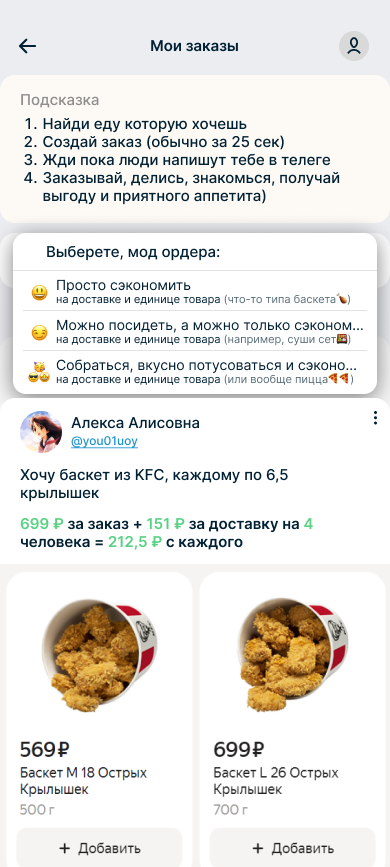 Мои заказы
Подсказка
1. Найди еду которую хочешь
2. Создай заказ (обычно за 25 сек)
3. Жди пока люди напишут тебе в телеге
4. Заказывай, делись, знакомься, получай
выгоду и приятного аппетита)
Выберете, мод ордера:
😃 Просто сэкономить
на доставке и единице товара (что-то типа баскета🍗)
😏 Можно посидеть, а можно только сэконом...
на доставке и единице товара (например, суши сет🍱)
Собраться, вкусно потусоваться и сэконо...
на доставке и единице товара (или вообще пицца🍕🍕)
Алекса Алисовна
@you01uoy
Хочу баскет из KFC, каждому по 6,5
крылышек
699 ₽ за заказ + 151 ₽ за доставку на 4
человека = 212,5 ₽ с каждого
569₽
Баскет М 18 Острых
Крылышек
500 г
+ Добавить
699₽
Баскет L 26 Острых
Крылышек
700 г
+ Добавить